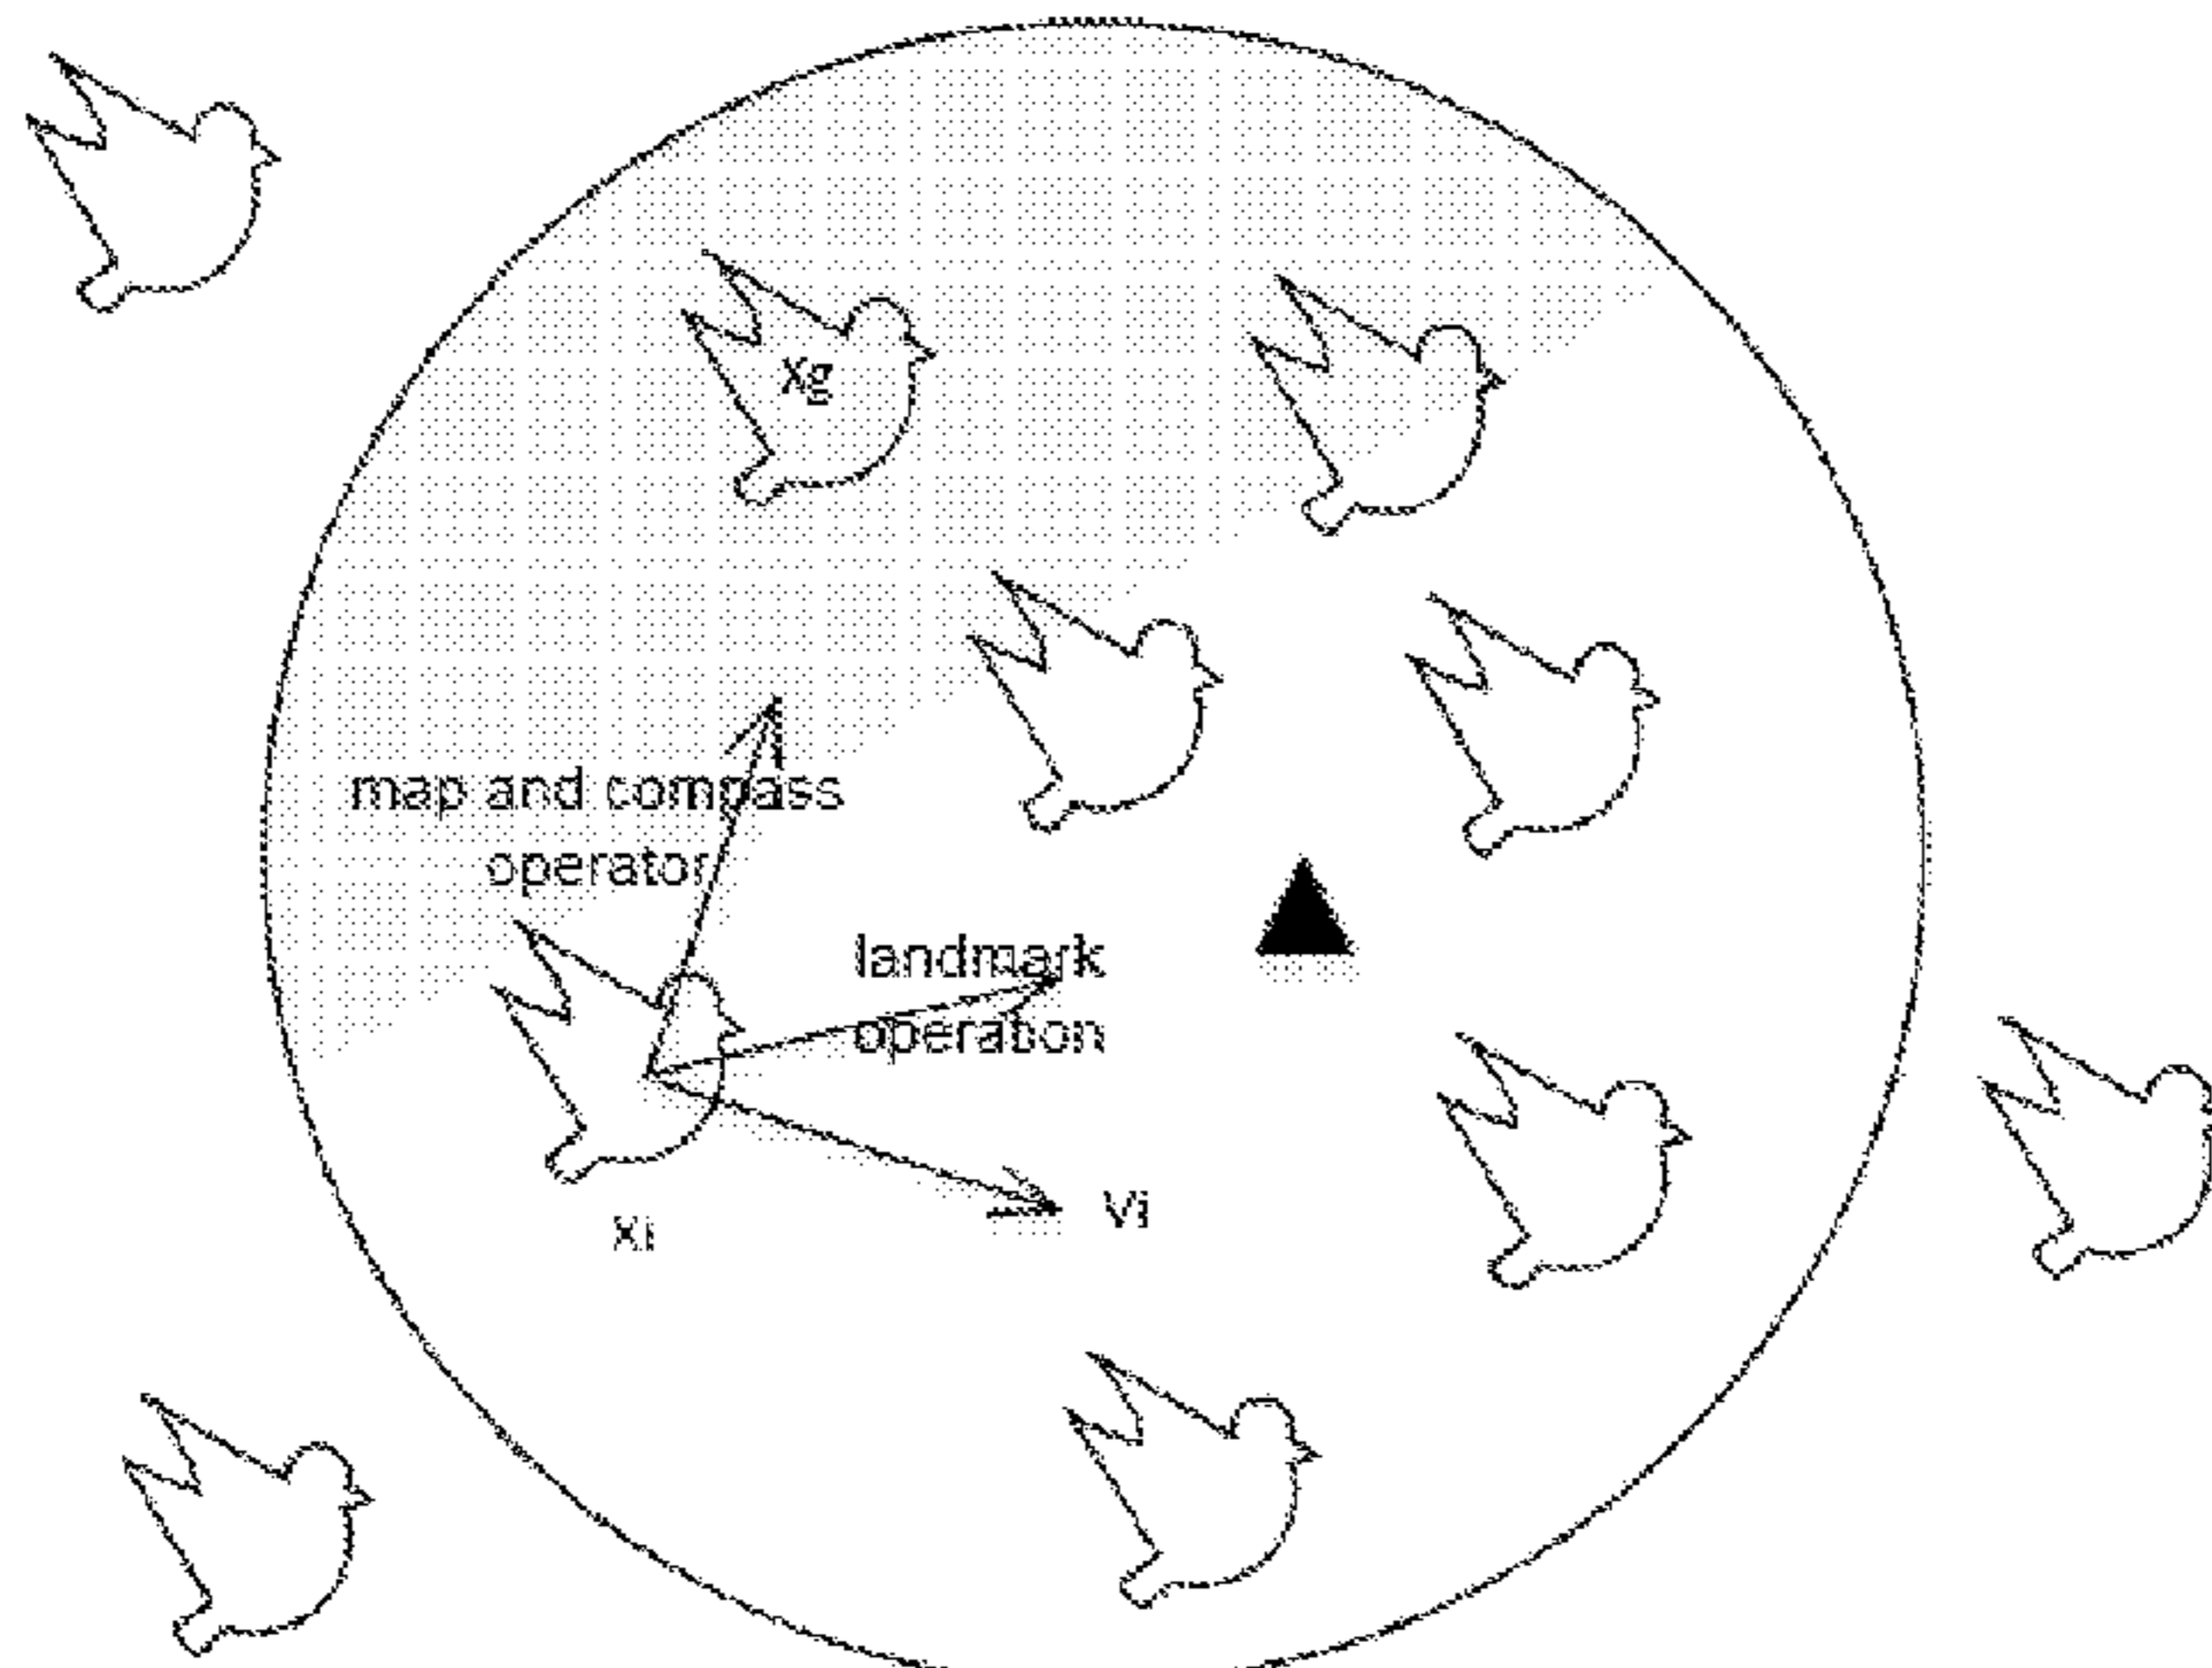 Xg
map and compass
operator
landmark
operation
Vi
Xi